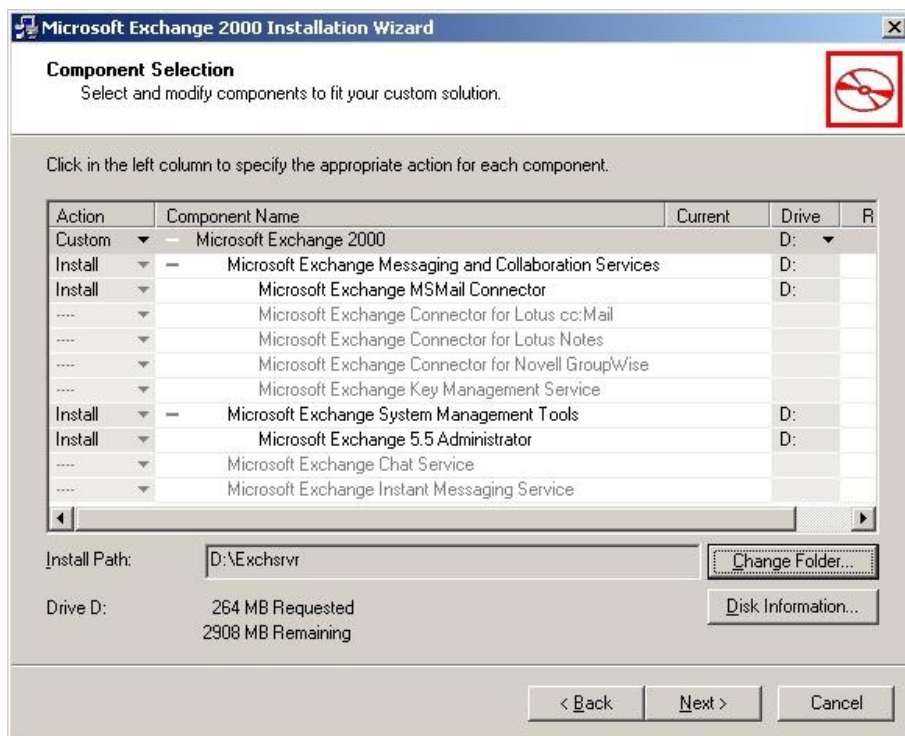 Microsoft Exchange 2000 Installation Wizard
Component Selection
Select and modify components to fit your custom solution.
Click in the left column to specify the appropriate action for each component.
Action Component Name Current Drive R
Custom Microsoft Exchange 2000 D:
Install Microsoft Exchange Messaging and Collaboration Services D:
Install Microsoft Exchange MSMail Connector D:
---- Microsoft Exchange Connector for Lotus cc:Mail
---- Microsoft Exchange Connector for Lotus Notes
---- Microsoft Exchange Connector for Novell GroupWise
---- Microsoft Exchange Key Management Service
Install Microsoft Exchange System Management Tools D:
Install Microsoft Exchange 5.5 Administrator D:
---- Microsoft Exchange Chat Service
---- Microsoft Exchange Instant Messaging Service
Install Path: D:\Exchsrvr Change Folder...
Drive D: 264 MB Requested Disk Information...
2908 MB Remaining
< Back Next > Cancel